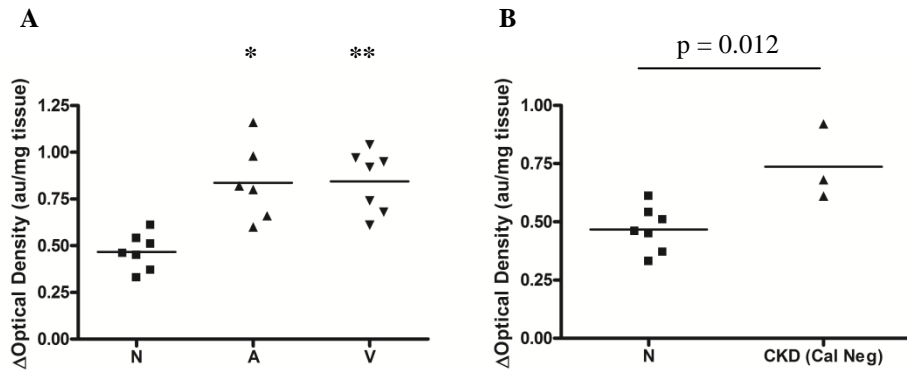 A
* **
ΔOptical Density (au/mg tissue)
1.25
1.00
0.75
0.50
0.25
0.00
N A V
B
p = 0.012
ΔOptical Density (au/mg tissue)
1.00
0.75
0.50
0.25
0.00
N CKD (Cal Neg)